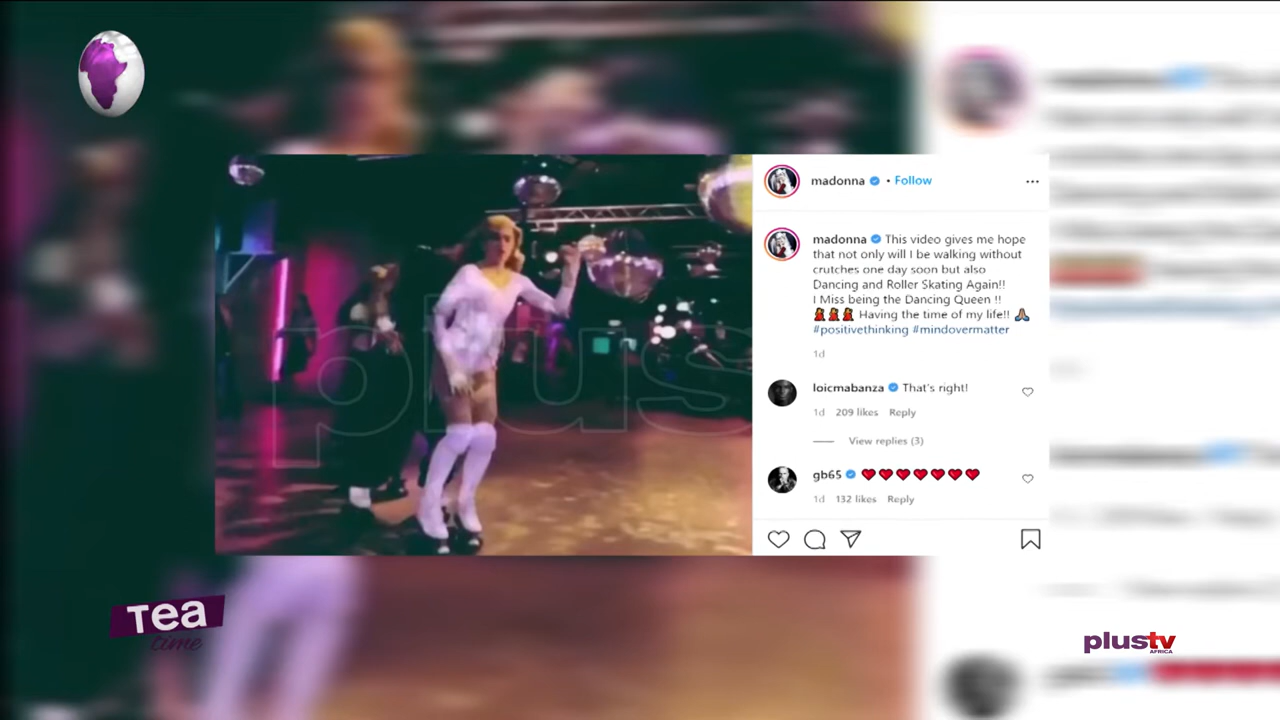 madonna • Follow
madonna This video gives me hope
that not only will I be walking without
crutches one day soon but also
Dancing and Roller Skating Again!!
I Miss being the Dancing Queen !!
💃🏾💃🏾💃🏾 Having the time of my life!! 🙏🏽
#positivethinking #mindovermatter
1d
loicmabanza That's right!
1d 209 likes Reply
View replies (3)
gb65 ❤️❤️❤️❤️❤️❤️❤️
1d 132 likes Reply
plus
Tea
time
plustv
AFRICA